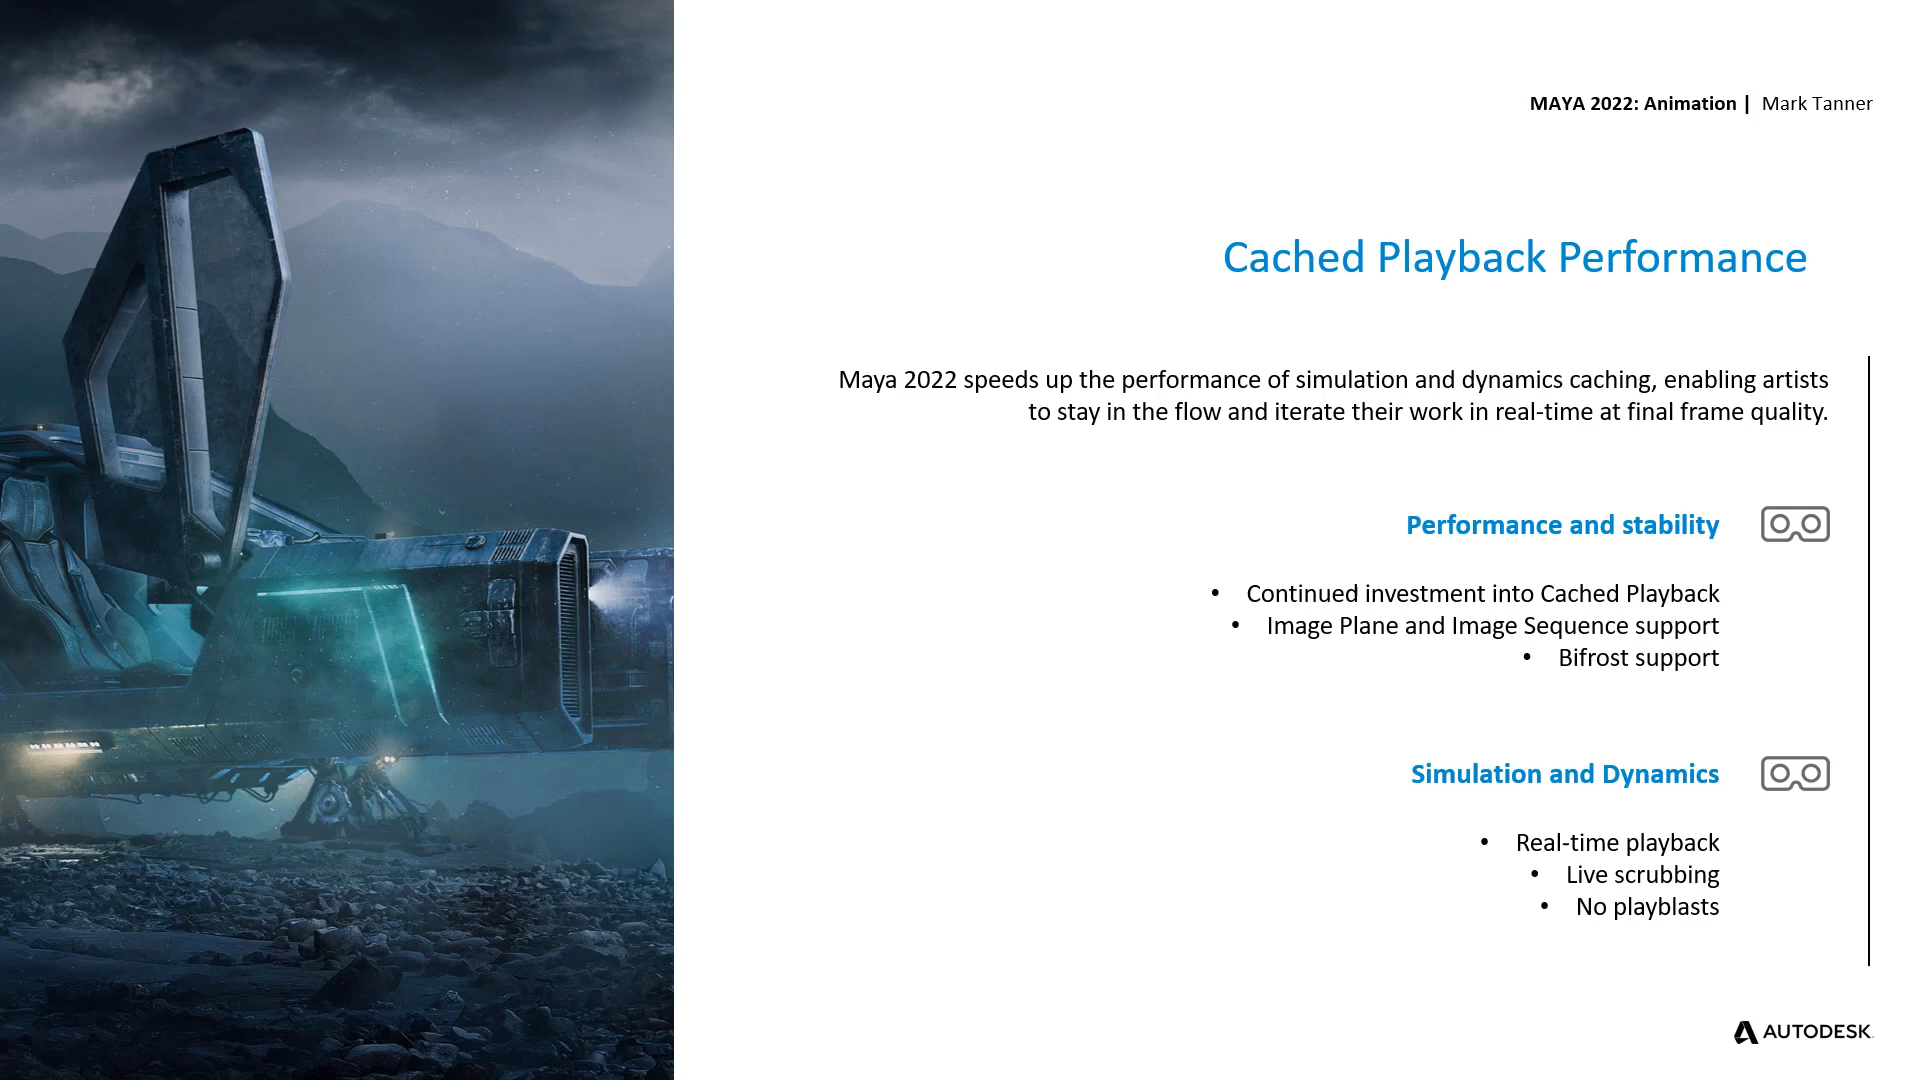 MAYA 2022: Animation | Mark Tanner
Cached Playback Performance
Maya 2022 speeds up the performance of simulation and dynamics caching, enabling artists
to stay in the flow and iterate their work in real-time at final frame quality.
Performance and stability
• Continued investment into Cached Playback
• Image Plane and Image Sequence support
• Bifrost support
Simulation and Dynamics
• Real-time playback
• Live scrubbing
• No playblasts
AUTODESK